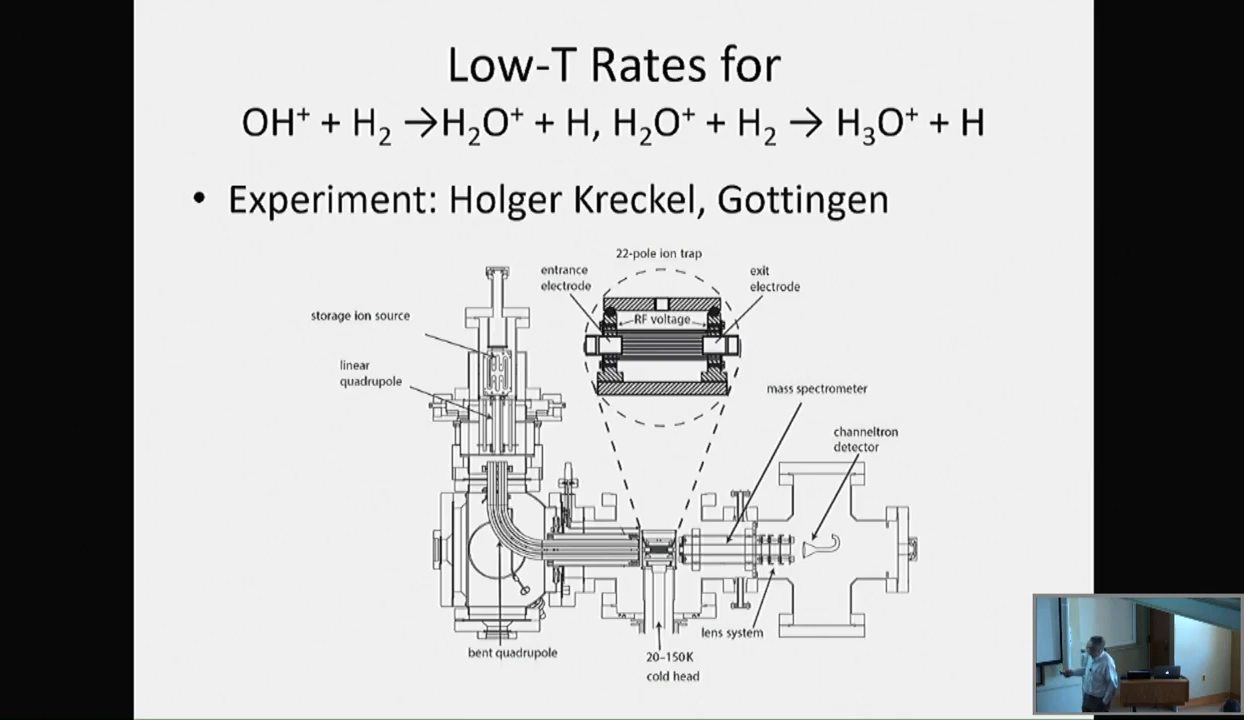 Low-T Rates for
OH⁺ + H₂ →H₂O⁺ + H, H₂O⁺ + H₂ → H₃O⁺ + H
• Experiment: Holger Kreckel, Gottingen
22-pole ion trap
entrance
electrode
exit
electrode
RF voltage
storage ion source
linear
quadrupole
mass spectrometer
channeltron
detector
lens system
bent quadrupole
20–150K
cold head